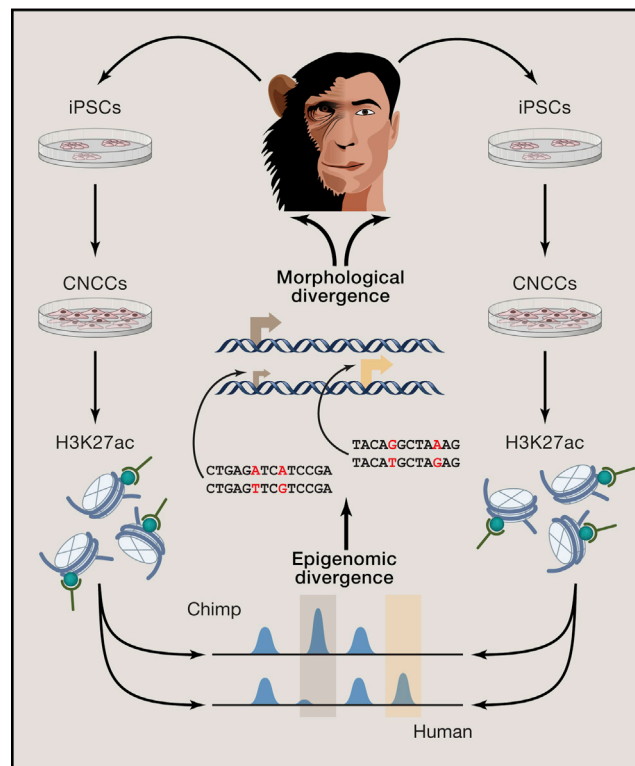 iPSCs
iPSCs
CNCCs
CNCCs
Morphological
divergence
H3K27ac
H3K27ac
CTGAGATCATCCGA
CTGAGTTCGTCCGA
TACAGGCTAAAG
TACATGCTAGAG
Epigenomic
divergence
Chimp
Human